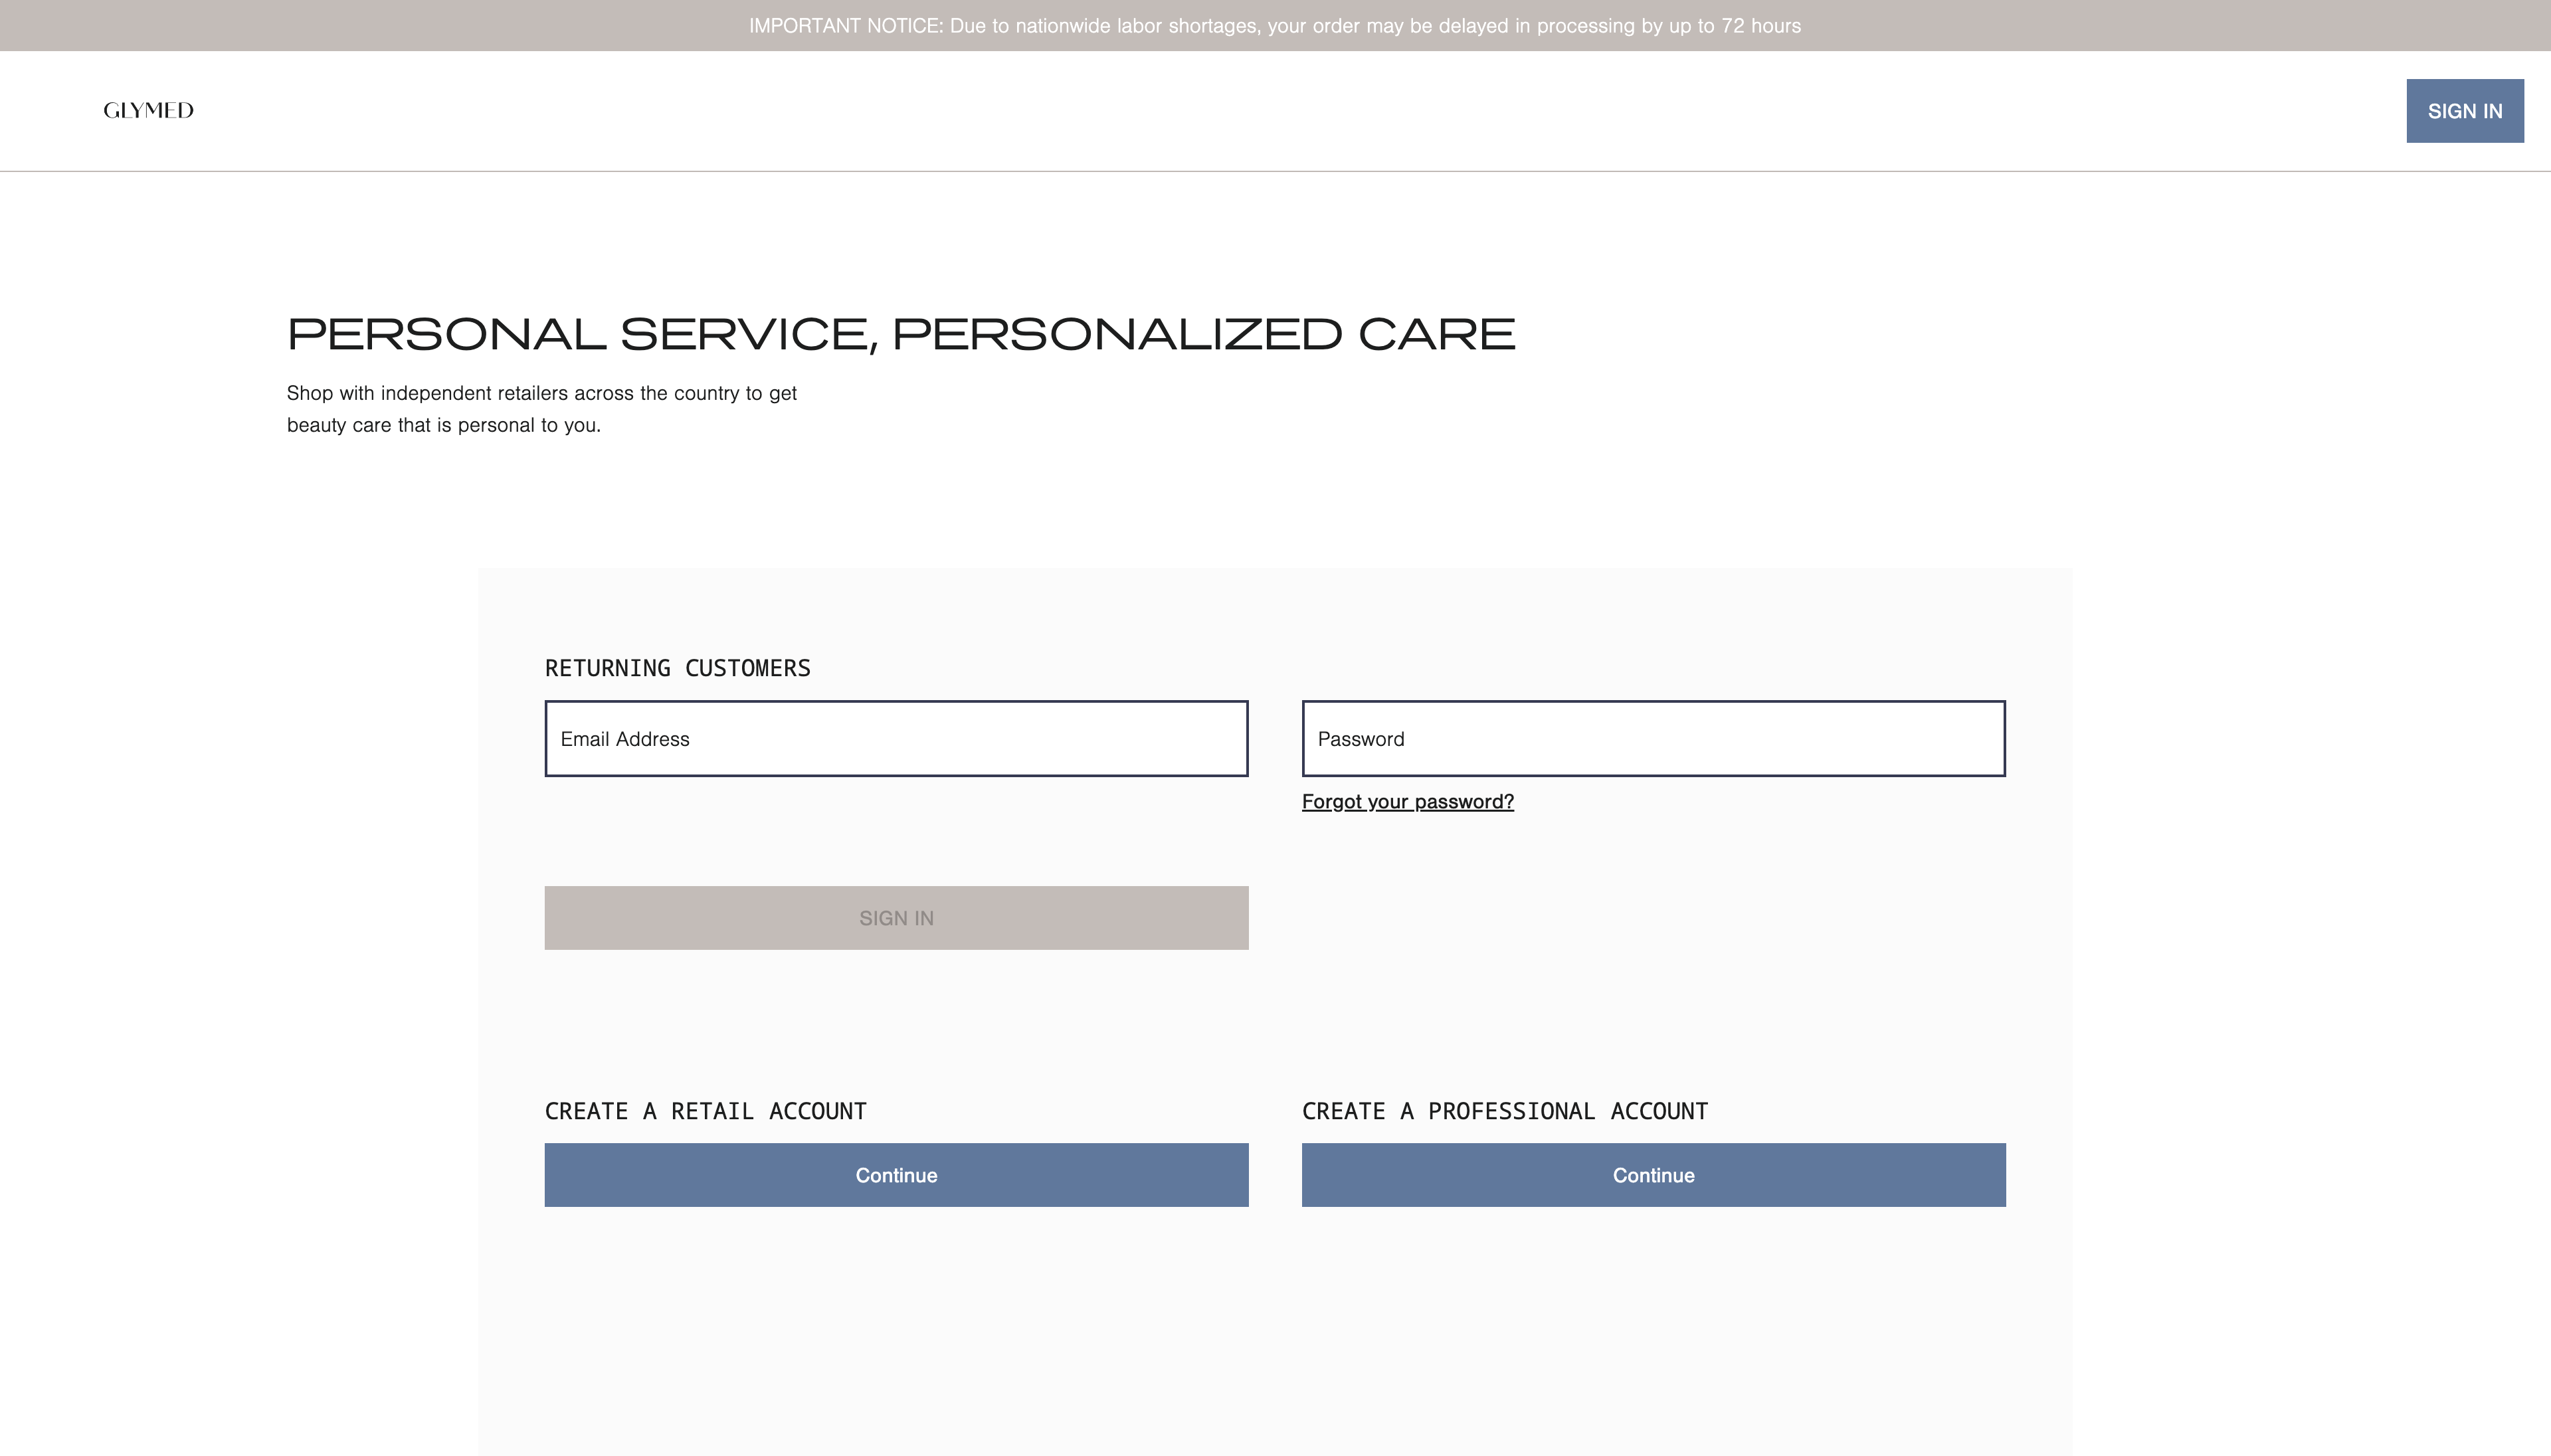 IMPORTANT NOTICE: Due to nationwide labor shortages, your order may be delayed in processing by up to 72 hours
GLYMED
SIGN IN
PERSONAL SERVICE, PERSONALIZED CARE
Shop with independent retailers across the country to get
beauty care that is personal to you.
RETURNING CUSTOMERS
Email Address
Password
Forgot your password?
SIGN IN
CREATE A RETAIL ACCOUNT
Continue
CREATE A PROFESSIONAL ACCOUNT
Continue